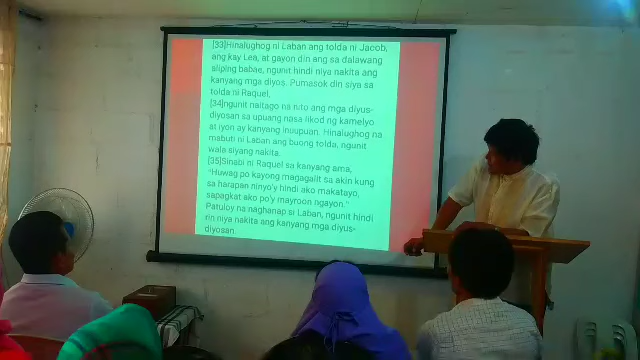 [33]Hinalughog ni Laban ang tolda ni Jacob,
ang kay Lea, at gayon din ang sa dalawang
aliping babae, ngunit hindi niya nakita ang
kanyang mga diyos. Pumasok din siya sa
tolda ni Raquel,
[34]ngunit naitago na nito ang mga diyus-
diyosan sa upuang nasa likod ng kamelyo
at iyon ay kanyang inuupuan. Hinalughog na
mabuti ni Laban ang buong tolda, ngunit
wala siyang nakita.
[35]Sinabi ni Raquel sa kanyang ama,
"Huwag po kayong magagalit sa akin kung
sa harapan ninyo'y hindi ako makatayo,
sapagkat ako po'y mayroon ngayon."
Patuloy na naghanap si Laban, ngunit hindi
rin niya nakita ang kanyang mga diyus-
diyosan.